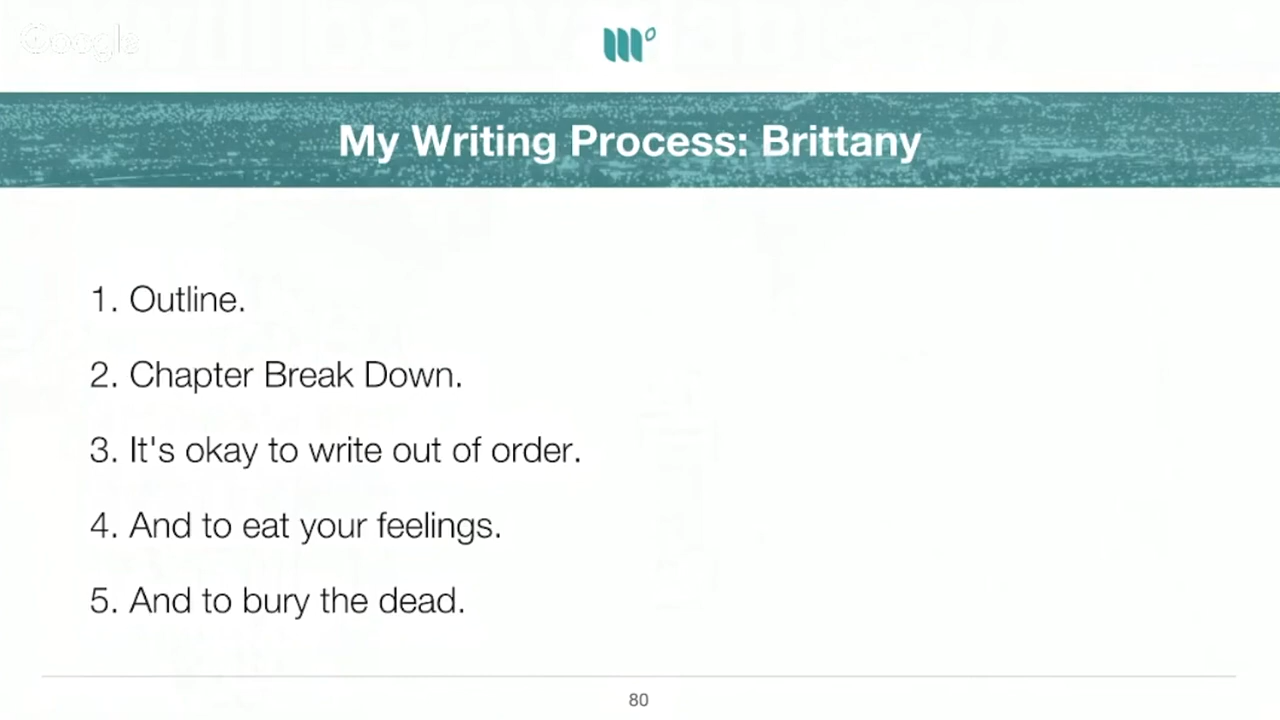 Google
My Writing Process: Brittany
1. Outline.
2. Chapter Break Down.
3. It's okay to write out of order.
4. And to eat your feelings.
5. And to bury the dead.
80